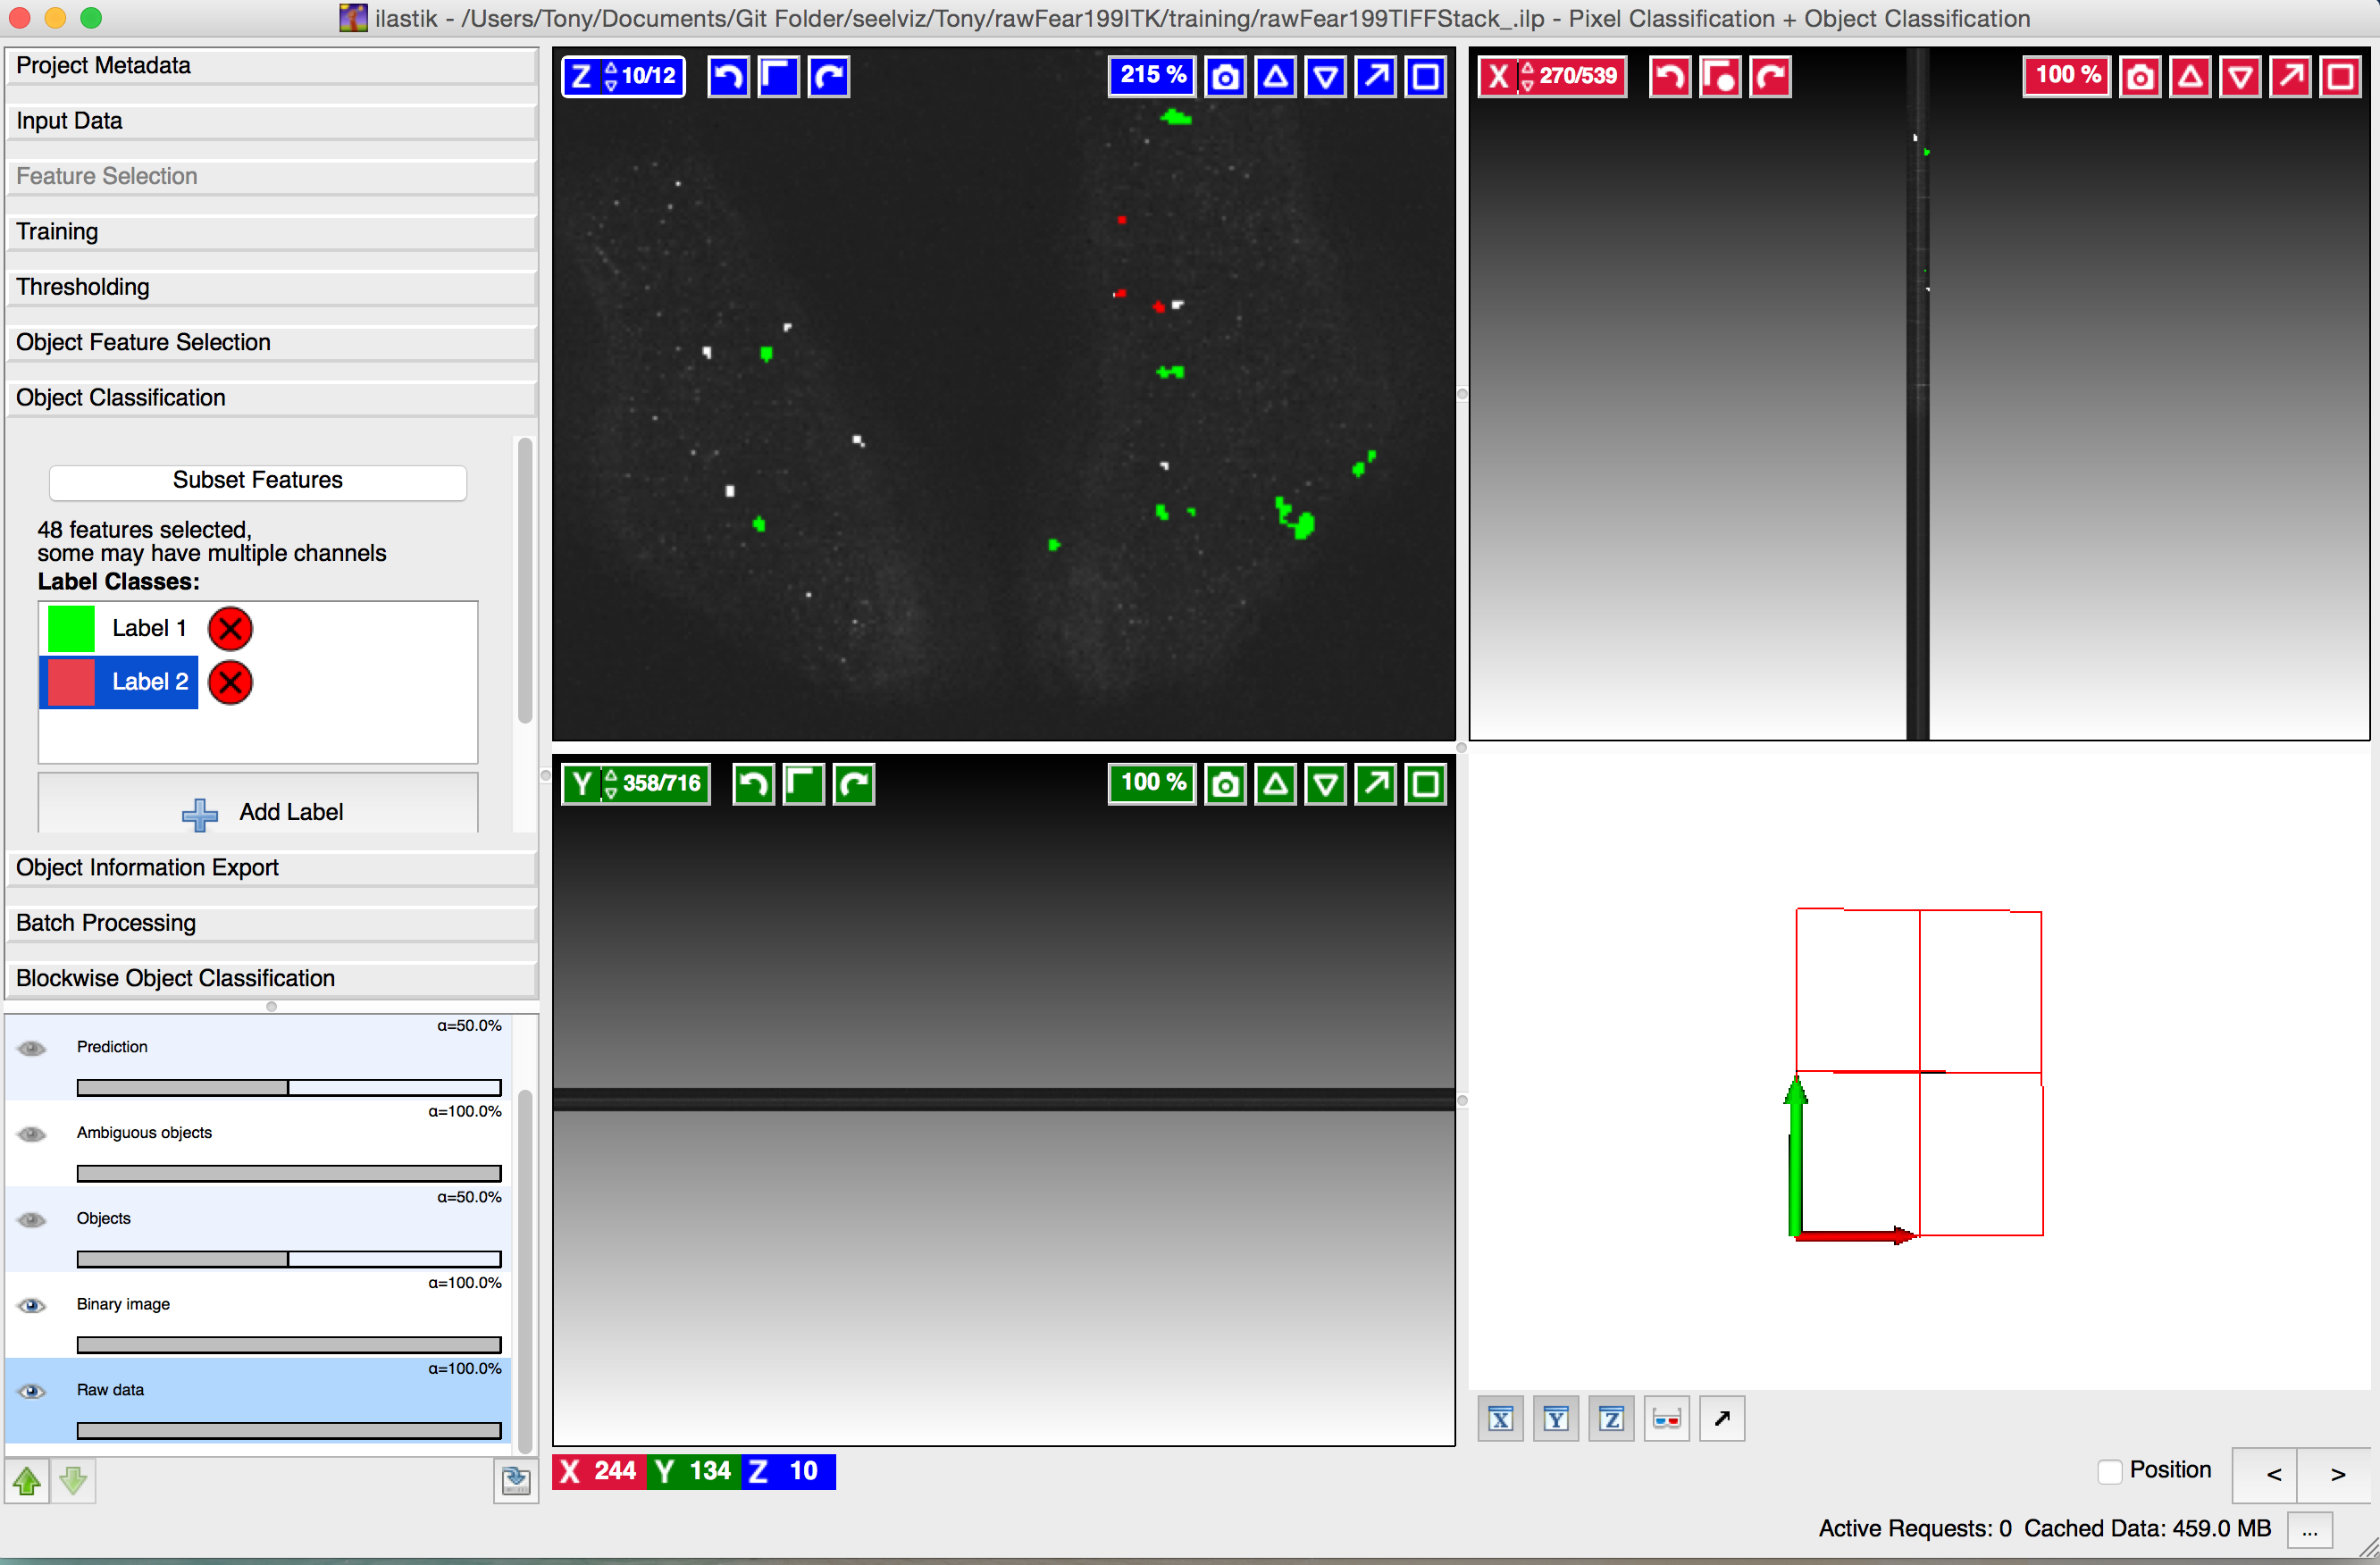 ilastik - /Users/Tony/Documents/Git Folder/seelviz/Tony/rawFear199ITK/training/rawFear199TIFFStack_.ilp - Pixel Classification + Object Classification
Project Metadata
Input Data
Feature Selection
Training
Thresholding
Object Feature Selection
Object Classification
Subset Features
48 features selected,
some may have multiple channels
Label Classes:
Label 1
Label 2
Add Label
Object Information Export
Batch Processing
Blockwise Object Classification
α=50.0%
Prediction
α=100.0%
Ambiguous objects
α=50.0%
Objects
α=100.0%
Binary image
α=100.0%
Raw data
Z 10/12 215 %
X 270/539 100 %
Y 358/716 100 %
X Y Z
X 244 Y 134 Z 10
Position < >
Active Requests: 0 Cached Data: 459.0 MB ...